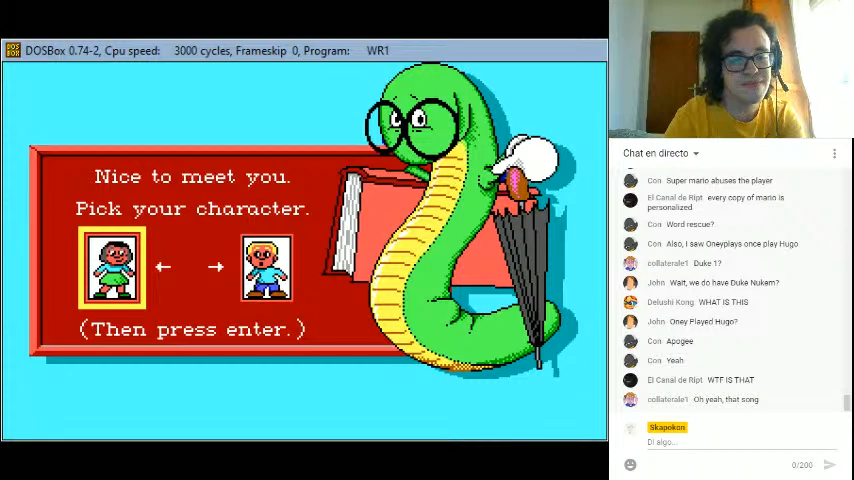 DOSBox 0.74-2, Cpu speed: 3000 cycles, Frameskip 0, Program: WR1
Nice to meet you.
Pick your character.
← →
(Then press enter.)
Chat en directo
Con Super mario abuses the player
El Canal de Ript every copy of mario is
personalized
Con Word rescue?
Con Also, I saw Oneyplays once play Hugo
collaterale1 Duke 1?
John Wait, we do have Duke Nukem?
Delushi Kong WHAT IS THIS
John Oney Played Hugo?
Con Apogee
Con Yeah
El Canal de Ript WTF IS THAT
collaterale1 Oh yeah, that song
Skapokon
Di algo...
0/200